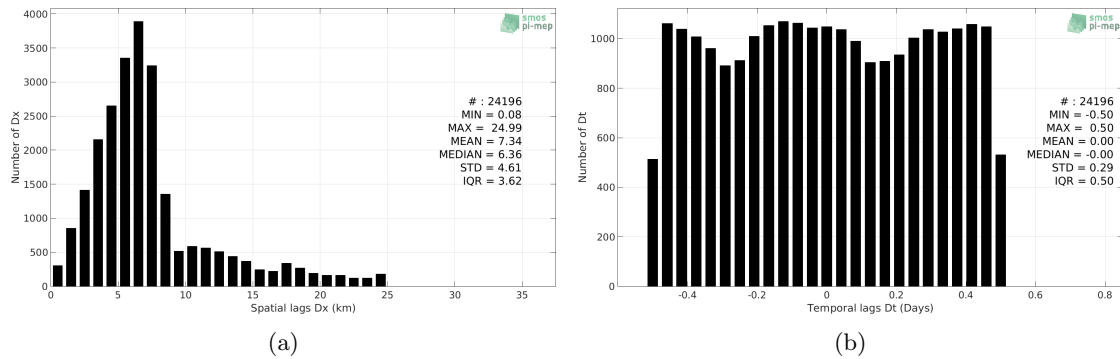 4000
3500
3000
2500
2000
1500
1000
500
0
Number of Dx
smos
pi-mep
# : 24196
MIN = 0.08
MAX = 24.99
MEAN = 7.34
MEDIAN = 6.36
STD = 4.61
IQR = 3.62
0 5 10 15 20 25 30 35
Spatial lags Dx (km)
(a)
1000
800
600
400
200
0
Number of Dt
smos
pi-mep
# : 24196
MIN = -0.50
MAX = 0.50
MEAN = 0.00
MEDIAN = -0.00
STD = 0.29
IQR = 0.50
-0.4 -0.2 0 0.2 0.4 0.6 0.8
Temporal lags Dt (Days)
(b)